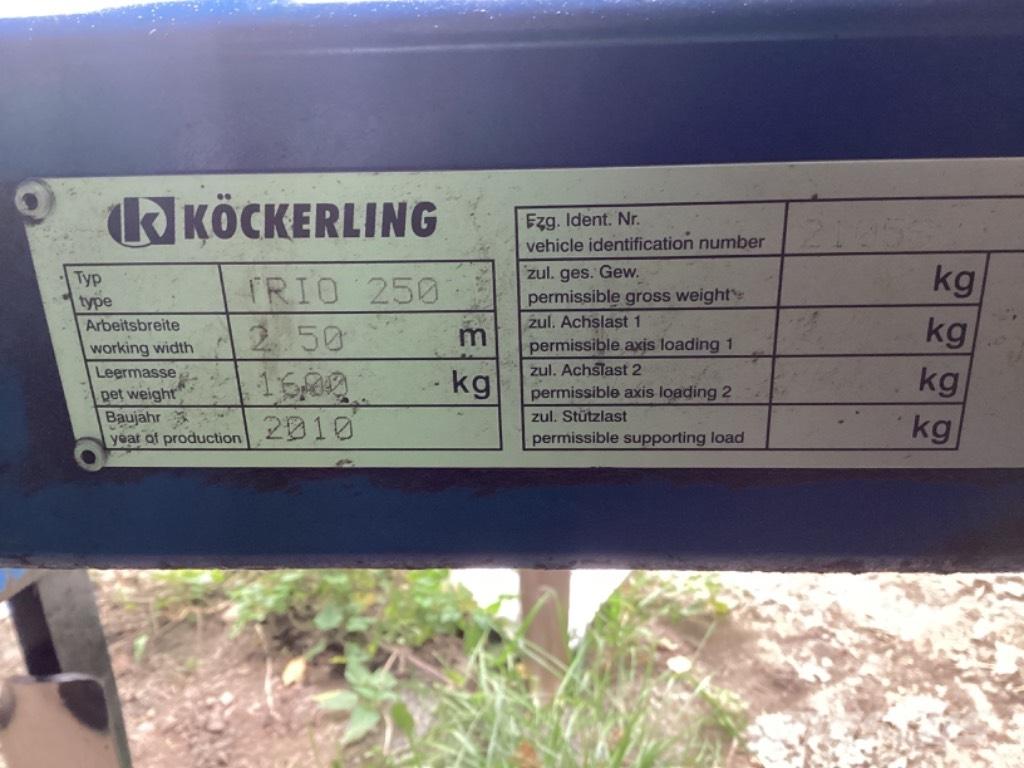 KÖCKERLING
Typ
type
TRIO 250
Arbeitsbreite
working width
2.50 m
Leermasse
pet weight
1600 kg
Baujahr
year of production
2010
Fzg. Ident. Nr.
vehicle identification number
zul. ges. Gew.
permissible gross weight
kg
zul. Achslast 1
permissible axis loading 1
kg
zul. Achslast 2
permissible axis loading 2
kg
zul. Stützlast
permissible supporting load
kg